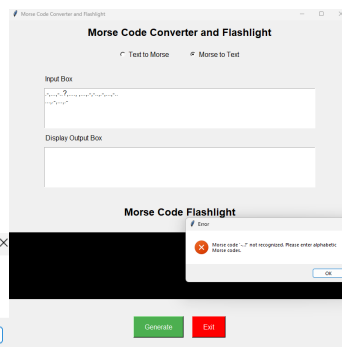 Morse Code Converter and Flashlight
Morse Code Converter and Flashlight
Text to Morse
Morse to Text
Input Box
Display Output Box
Morse Code Flashlight
Error
Morse code '...?' not recognized. Please enter alphabetic
Morse codes.
OK
Generate
Exit